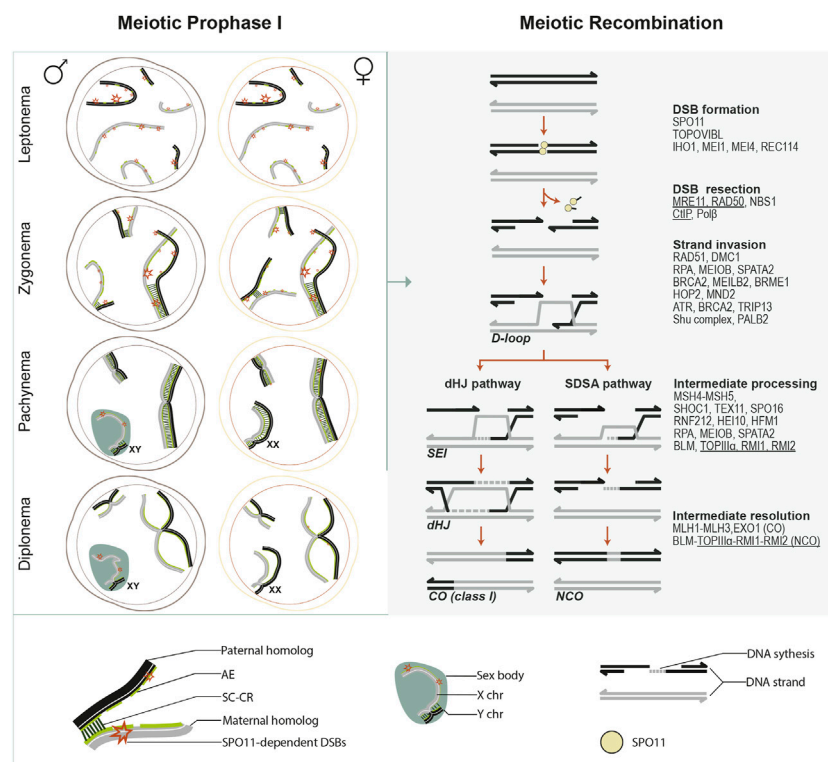 Meiotic Prophase I
Meiotic Recombination
♂
♀
Leptonema
Zygonema
Pachynema
XY
XX
Diplonema
XY
XX
DSB formation
SPO11
TOPOVIBL
IHO1, MEI1, MEI4, REC114
DSB resection
MRE11, RAD50, NBS1
CtIP, Polβ
Strand invasion
RAD51, DMC1
RPA, MEIOB, SPATA2
BRCA2, MEILB2, BRME1
HOP2, MND2
ATR, BRCA2, TRIP13
Shu complex, PALB2
D-loop
dHJ pathway
SDSA pathway
Intermediate processing
MSH4-MSH5,
SHOC1, TEX11, SPO16
RNF212, HEI10, HFM1
RPA, MEIOB, SPATA2
BLM, TOPIIIα, RMI1, RMI2
SEI
dHJ
Intermediate resolution
MLH1-MLH3,EXO1 (CO)
BLM-TOPIIIα-RMI1-RMI2 (NCO)
CO (class I)
NCO
Paternal homolog
AE
SC-CR
Maternal homolog
SPO11-dependent DSBs
Sex body
X chr
Y chr
DNA sythesis
DNA strand
SPO11